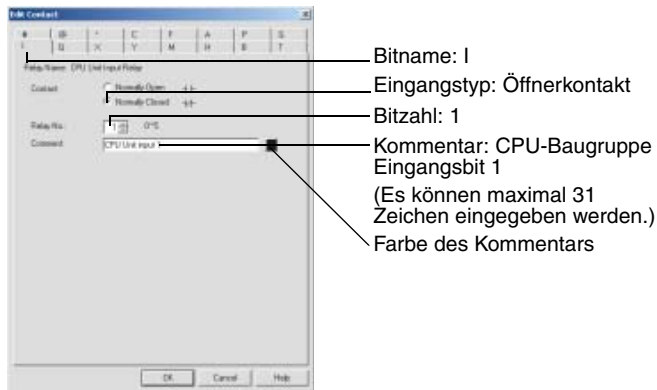 Edit Contact
# @ * C F A P S
I Q X Y M H B T
Relay Name: CPU Unit Input Relay
Contact
Normally Open
Normally Closed
Relay No.: 1
Comment: CPU Unit input 1
OK Cancel Help
Bitname: I
Eingangstyp: Öffnerkontakt
Bitzahl: 1
Kommentar: CPU-Baugruppe
Eingangsbit 1
(Es können maximal 31
Zeichen eingegeben werden.)
Farbe des Kommentars